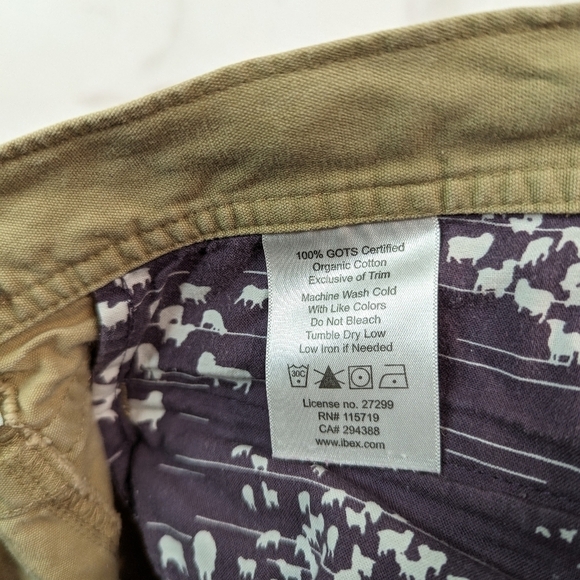 100% GOTS Certified
Organic Cotton
Exclusive of Trim
Machine Wash Cold
With Like Colors
Do Not Bleach
Tumble Dry Low
Low Iron if Needed
30C
License no. 27299
RN# 115719
CA# 294388
www.ibex.com